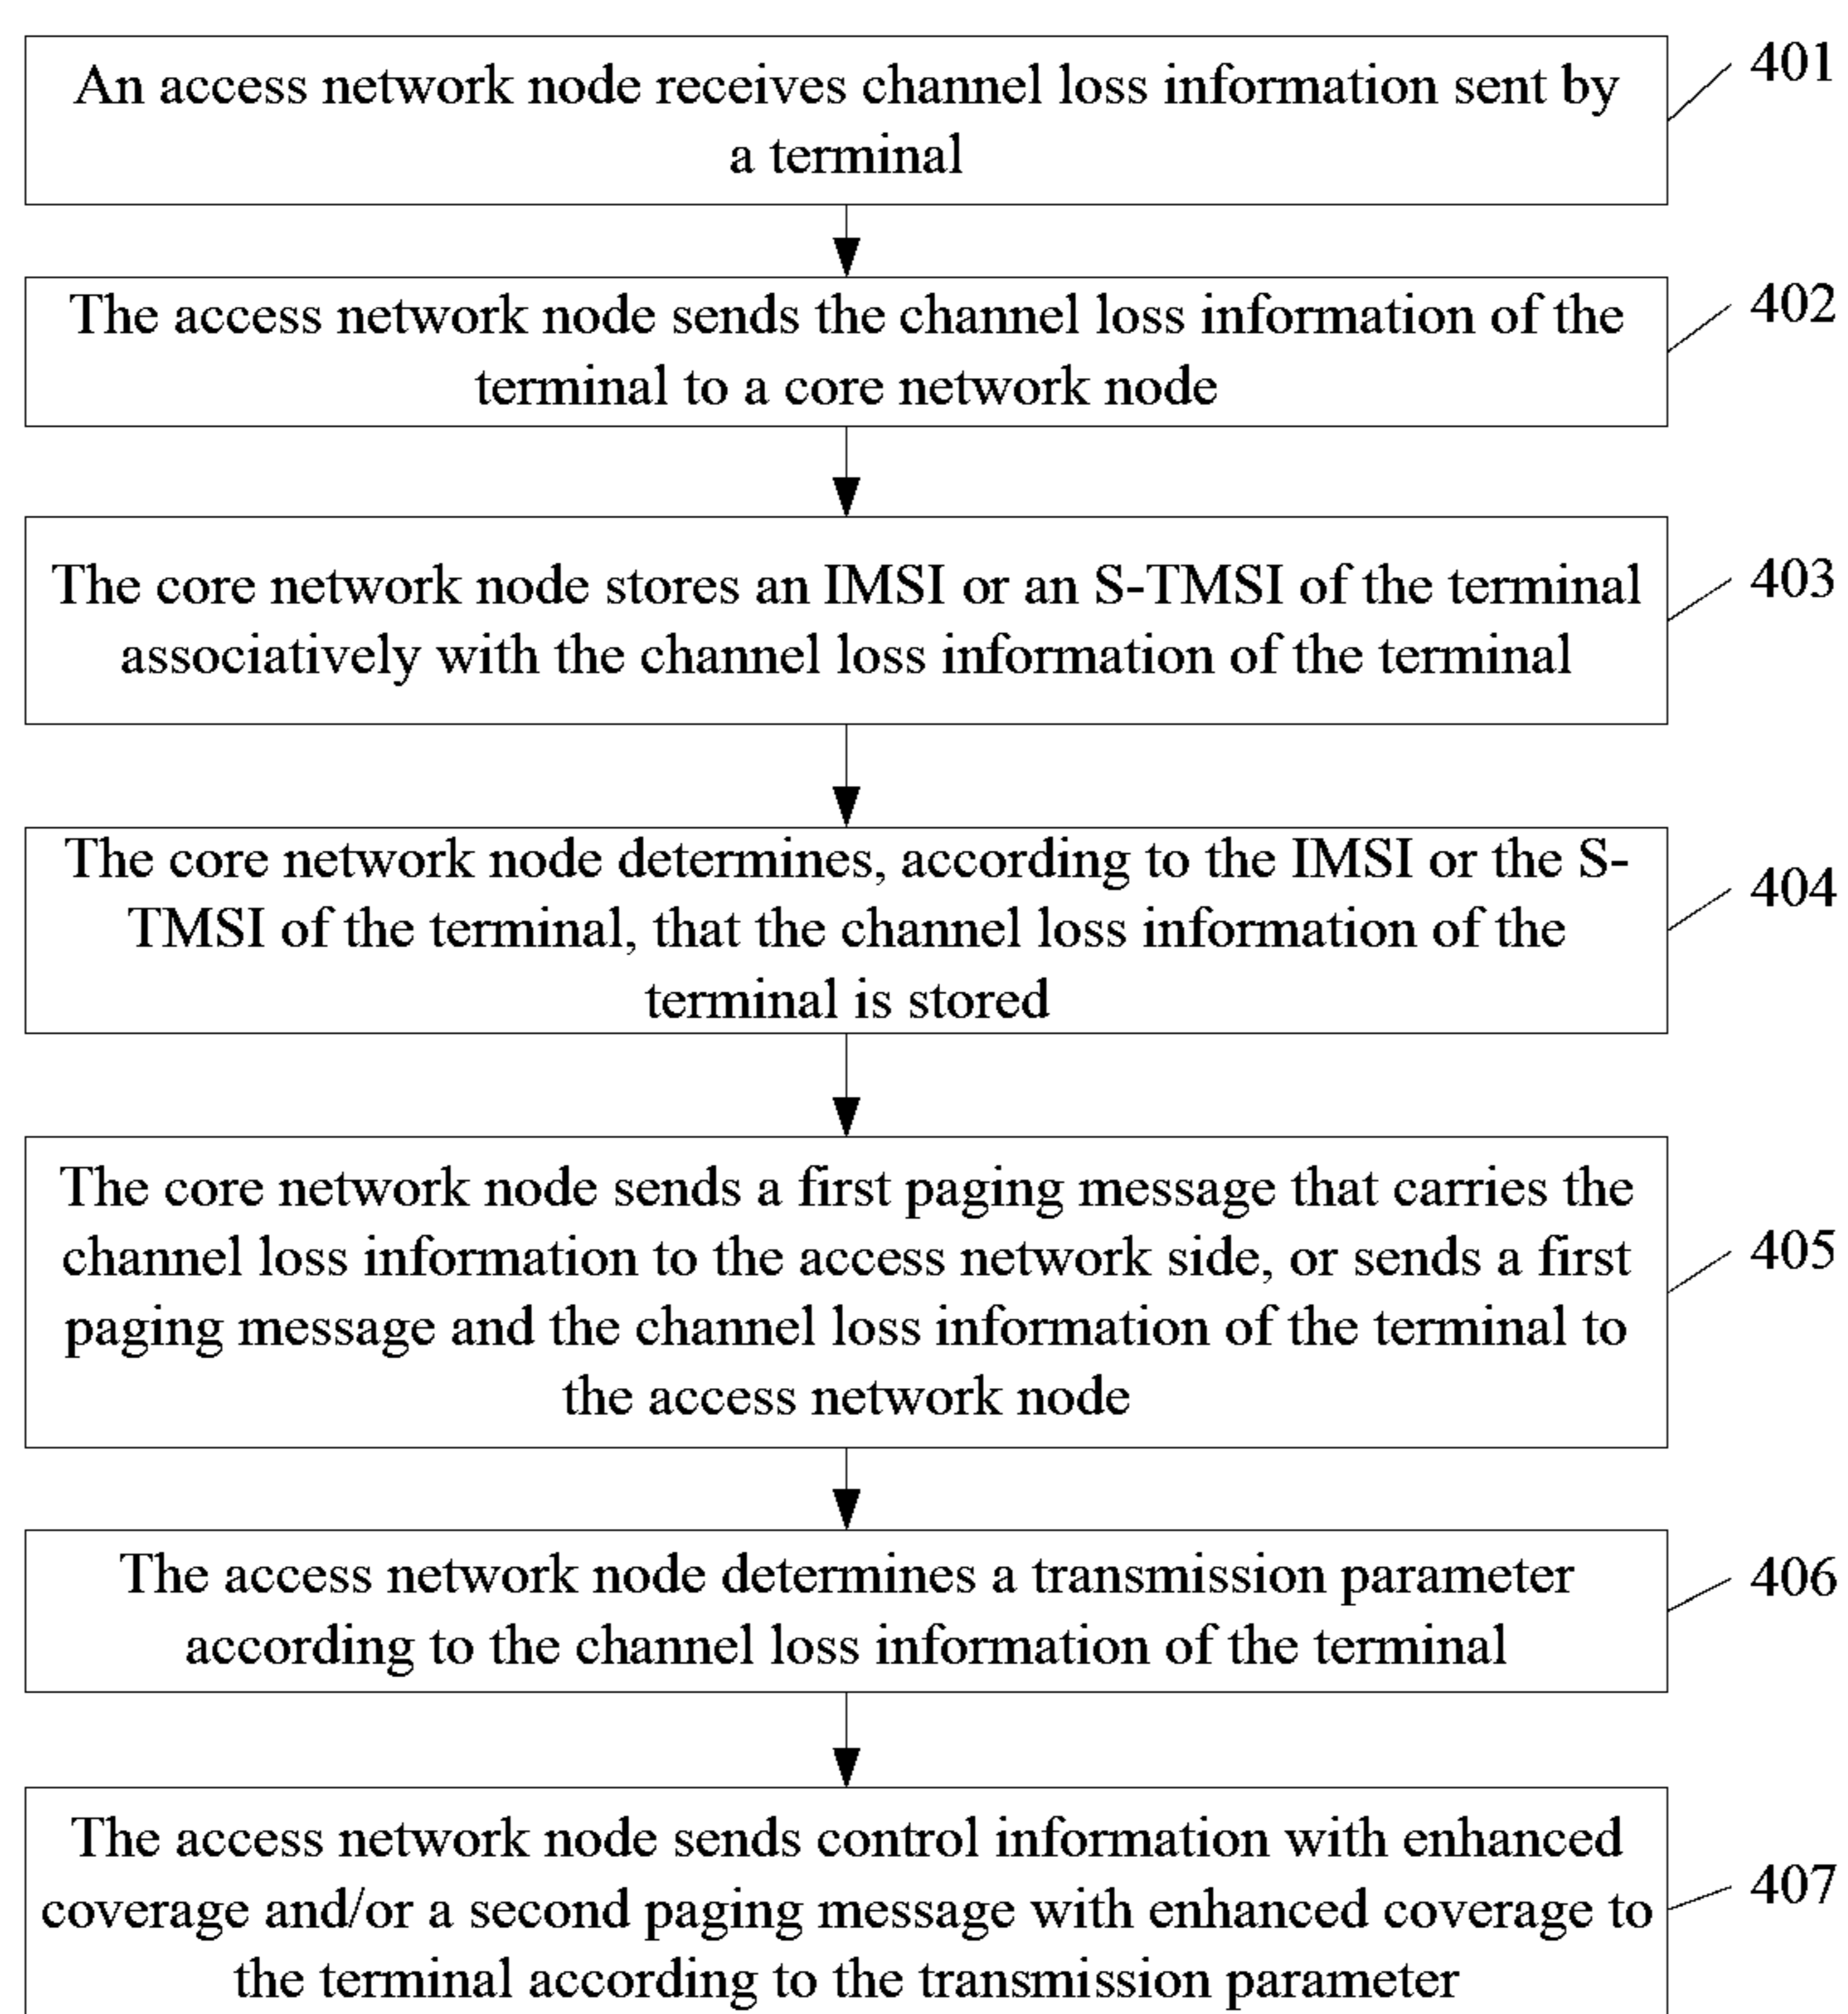 An access network node receives channel loss information sent by
a terminal
401
The access network node sends the channel loss information of the
terminal to a core network node
402
The core network node stores an IMSI or an S-TMSI of the terminal
associatively with the channel loss information of the terminal
403
The core network node determines, according to the IMSI or the S-
TMSI of the terminal, that the channel loss information of the
terminal is stored
404
The core network node sends a first paging message that carries the
channel loss information to the access network side, or sends a first
paging message and the channel loss information of the terminal to
the access network node
405
The access network node determines a transmission parameter
according to the channel loss information of the terminal
406
The access network node sends control information with enhanced
coverage and/or a second paging message with enhanced coverage to
the terminal according to the transmission parameter
407